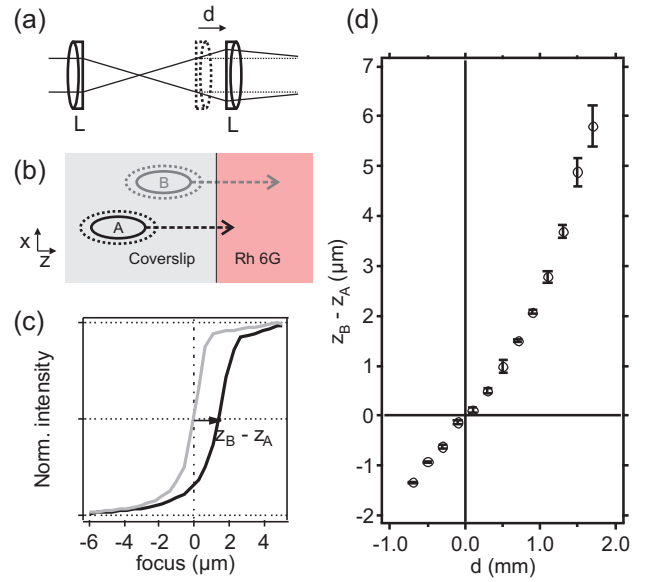 (a)
d
L
L
(b)
B
A
x
z
Coverslip
Rh 6G
(c)
Norm. intensity
z_B - z_A
-6
-4
-2
0
2
4
focus (µm)
(d)
z_B - z_A (µm)
7
6
5
4
3
2
1
0
-1
-2
-1.0
0.0
1.0
2.0
d (mm)